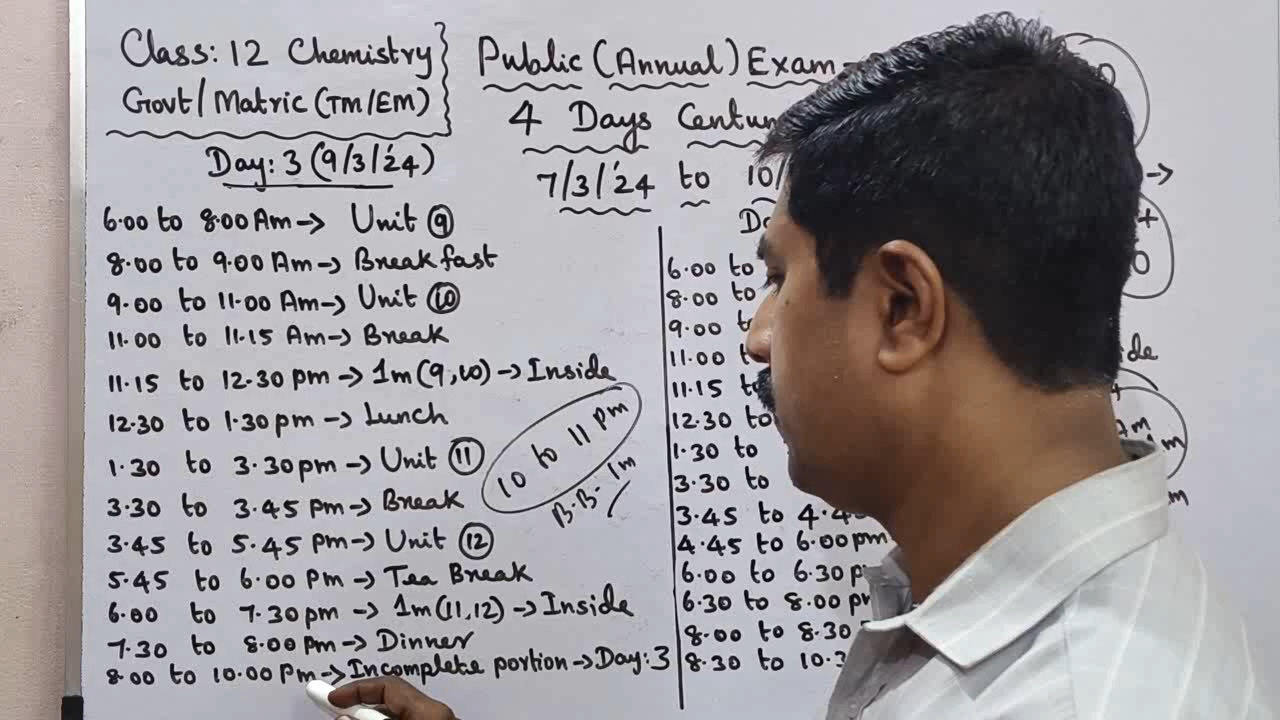 Class: 12 Chemistry
Govt/Matric (TM/EM)
Public (Annual) Exam
4 Days
7/3/'24 to 10/
Day: 3 (9/3/'24)
6.00 to 8.00 Am → Unit ⑨
8.00 to 9.00 Am → Breakfast
9.00 to 11.00 Am → Unit ⑩
11.00 to 11.15 Am → Break
11.15 to 12.30 pm → 1m (9,10) → Inside
12.30 to 1.30 pm → Lunch
1.30 to 3.30 pm → Unit ⑪
3.30 to 3.45 pm → Break
3.45 to 5.45 pm → Unit ⑫
5.45 to 6.00 pm → Tea Break
6.00 to 7.30 pm → 1m (11,12) → Inside
7.30 to 8.00 pm → Dinner
8.00 to 10.00 pm → Incomplete portion → Day: 3
10 to 11 pm
B.B. 1m
6.00 to
8.00 to
9.00 to
11.00 to
11.15 to
12.30 to
1.30 to
3.30 to
3.45 to 4.45
4.45 to 6.00 pm
6.00 to 6.30 p
6.30 to 8.00 pm
8.00 to 8.30
8.30 to 10.3